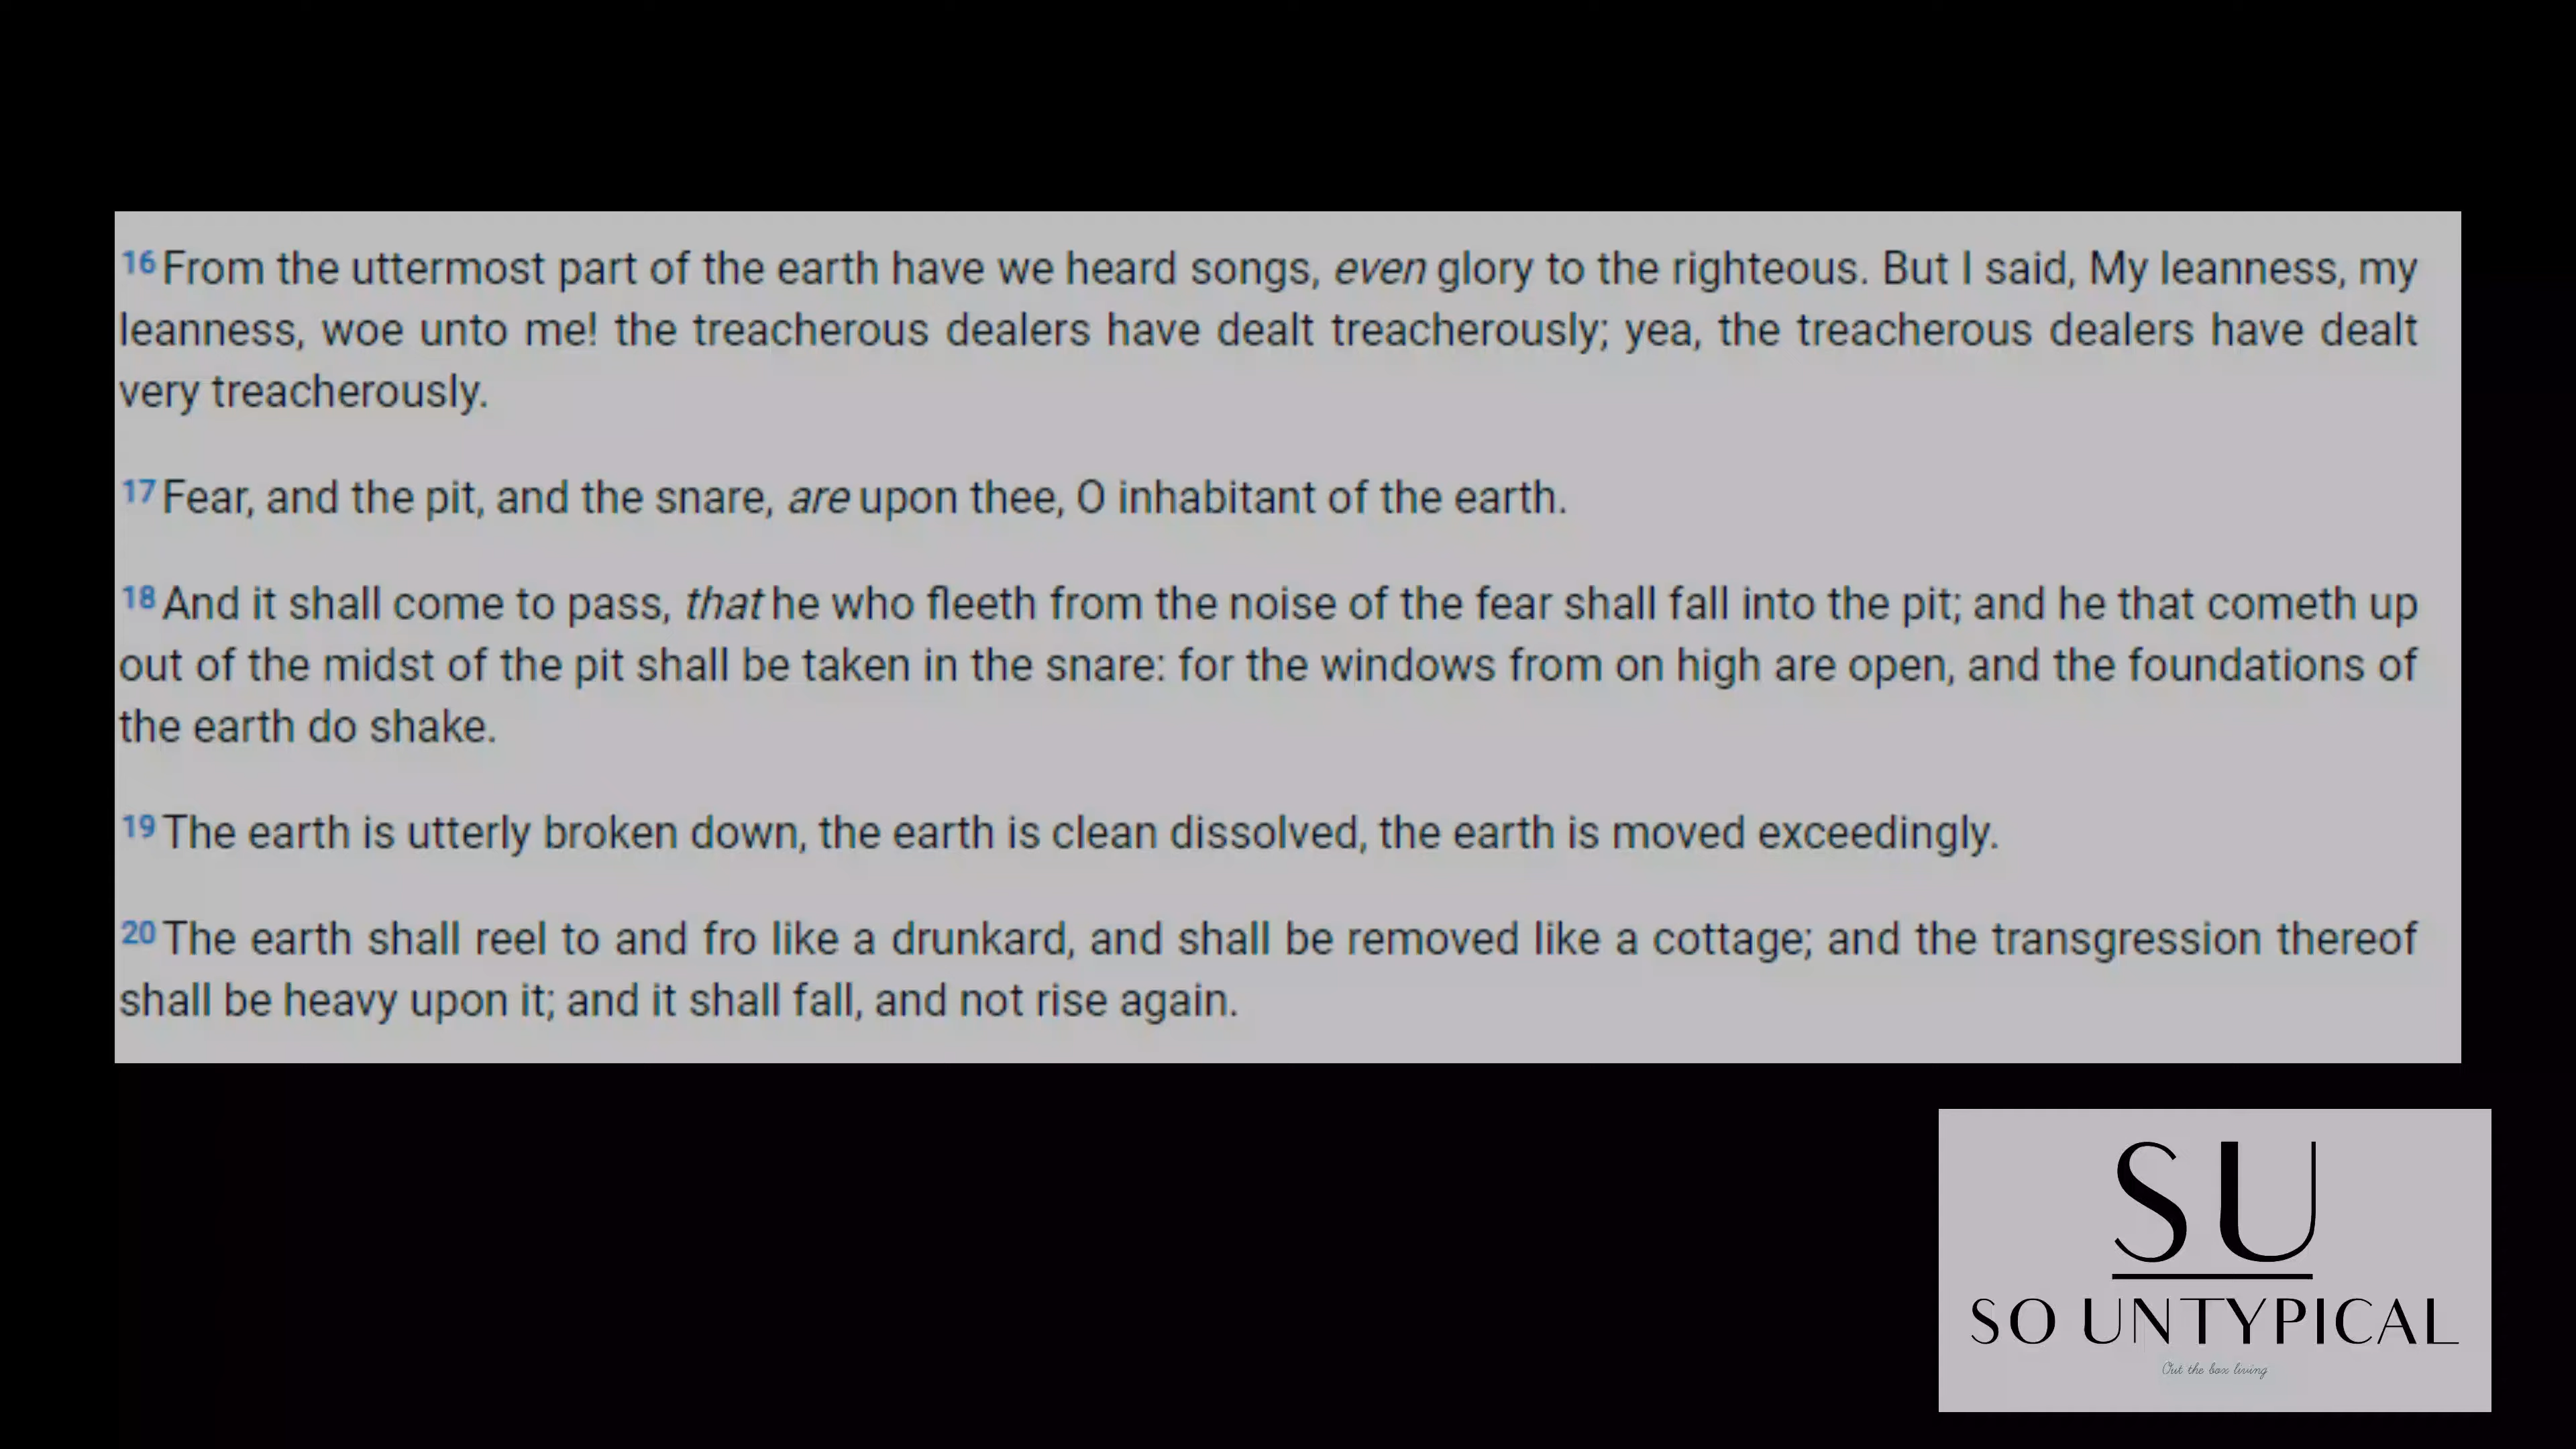 16 From the uttermost part of the earth have we heard songs, even glory to the righteous. But I said, My leanness, my
leanness, woe unto me! the treacherous dealers have dealt treacherously; yea, the treacherous dealers have dealt
very treacherously.
17 Fear, and the pit, and the snare, are upon thee, O inhabitant of the earth.
18 And it shall come to pass, that he who fleeth from the noise of the fear shall fall into the pit; and he that cometh up
out of the midst of the pit shall be taken in the snare: for the windows from on high are open, and the foundations of
the earth do shake.
19 The earth is utterly broken down, the earth is clean dissolved, the earth is moved exceedingly.
20 The earth shall reel to and fro like a drunkard, and shall be removed like a cottage; and the transgression thereof
shall be heavy upon it; and it shall fall, and not rise again.
SU
SO UNTYPICAL
Out the box living